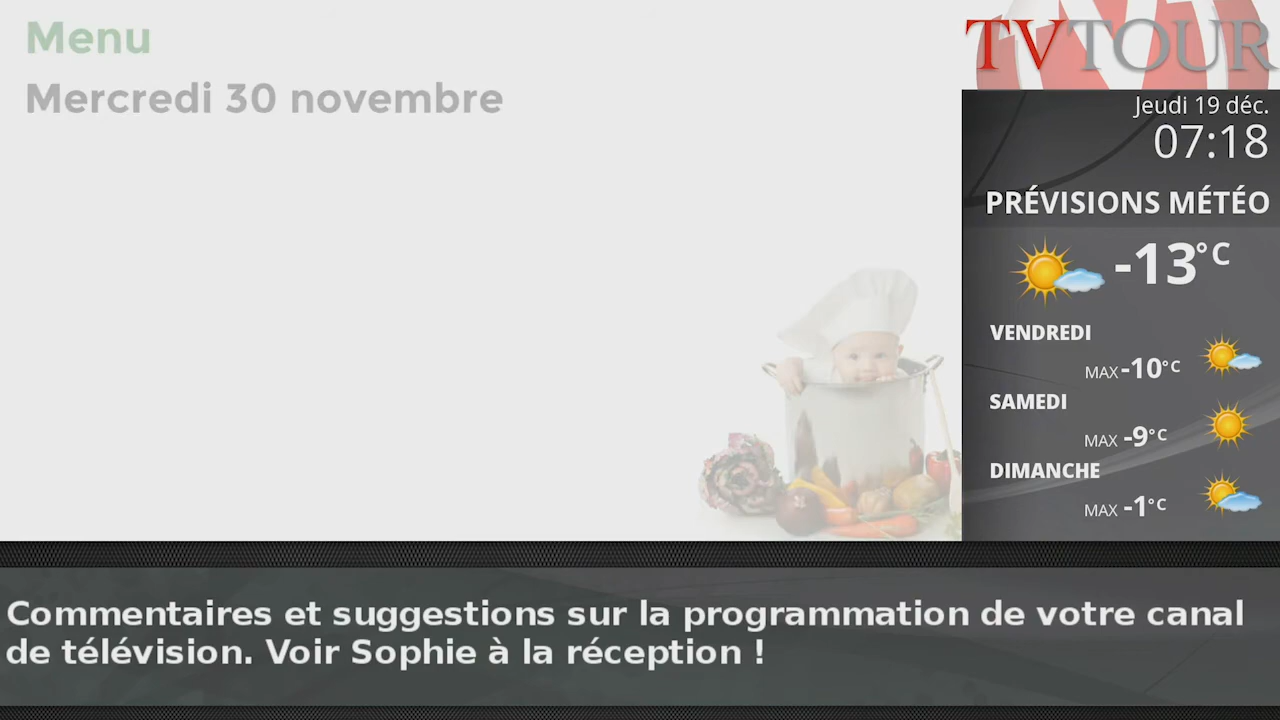 Menu
Mercredi 30 novembre
TVTOUR
Jeudi 19 déc.
07:18
PRÉVISIONS MÉTÉO
-13°C
VENDREDI
MAX -10°C
SAMEDI
MAX -9°C
DIMANCHE
MAX -1°C
Commentaires et suggestions sur la programmation de votre canal
de télévision. Voir Sophie à la réception !